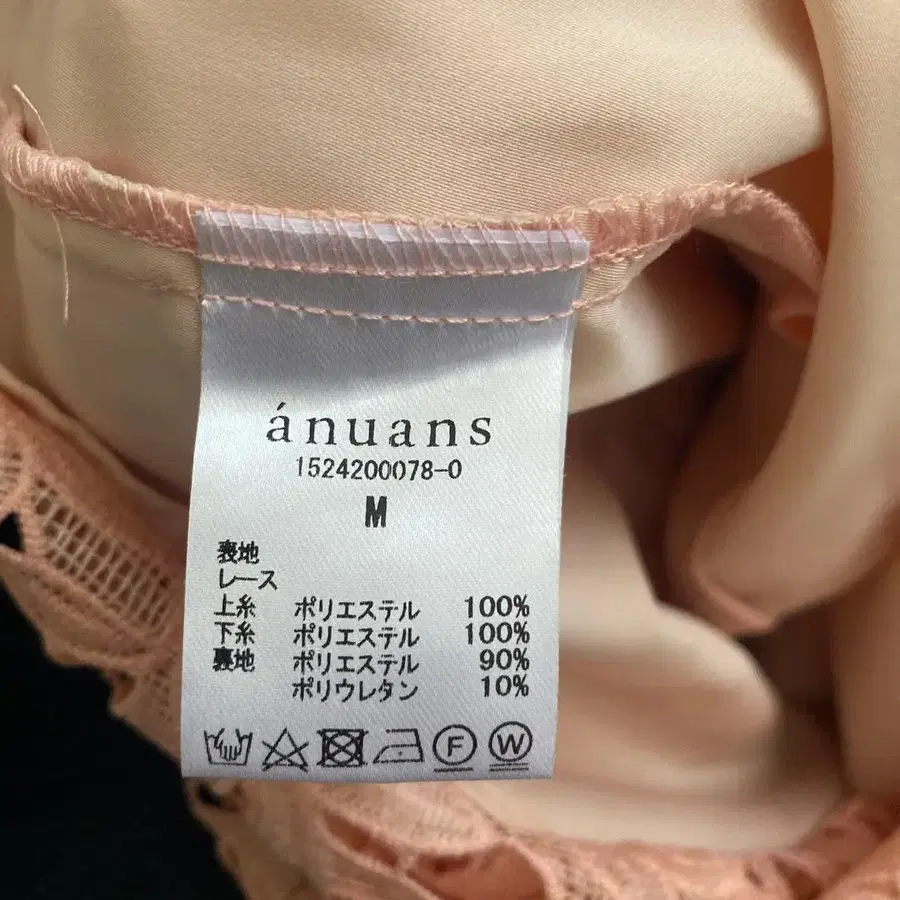 ánuans
1524200078-0
M
表地
レース
上糸 ポリエステル 100%
下糸 ポリエステル 100%
裏地 ポリエステル 90%
ポリウレタン 10%
F W